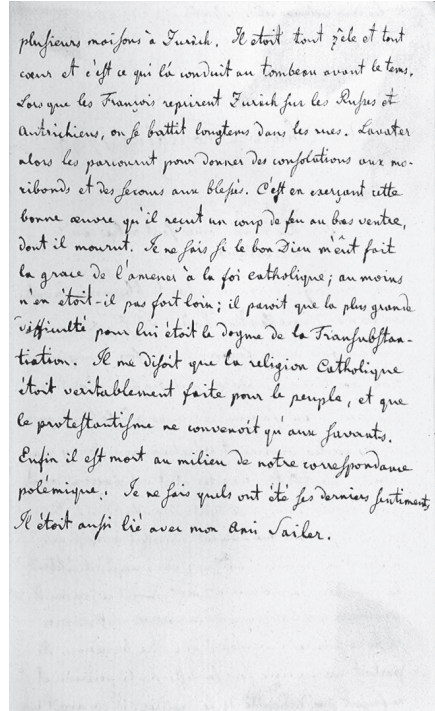 plusieurs maisons à Zurich. Il etoit tout zêle et tout
cœur et c'est ce qui l'a conduit au tombeau avant le tems.
Lorsque les François reprirent Zurich sur les Russes et
Autrichiens, on se battit longtems dans les rues. Lavater
alors les parcourut pour donner des consolations aux mo-
ribonds et des secours aux blessés. C'est en exerçant cette
bonne œuvre qu'il reçut un coup de feu au bas ventre,
dont il mourut. Je ne sais si le bon Dieu m'eût fait
la grace de l'amener à la foi catholique; au moins
n'en étoit-il pas fort loin; il paroit que la plus grande
difficulté pour lui étoit le dogme de la Transubstan-
tiation. Il me disoit que la religion Catholique
étoit veritablement faite pour le peuple, et que
le protestantisme ne convenoit qu'aux savants.
Enfin il est mort au milieu de notre correspondance
polémique. Je ne sais quels ont été ses derniers sentiments,
Il étoit aussi lié avec mon ami Sailer.